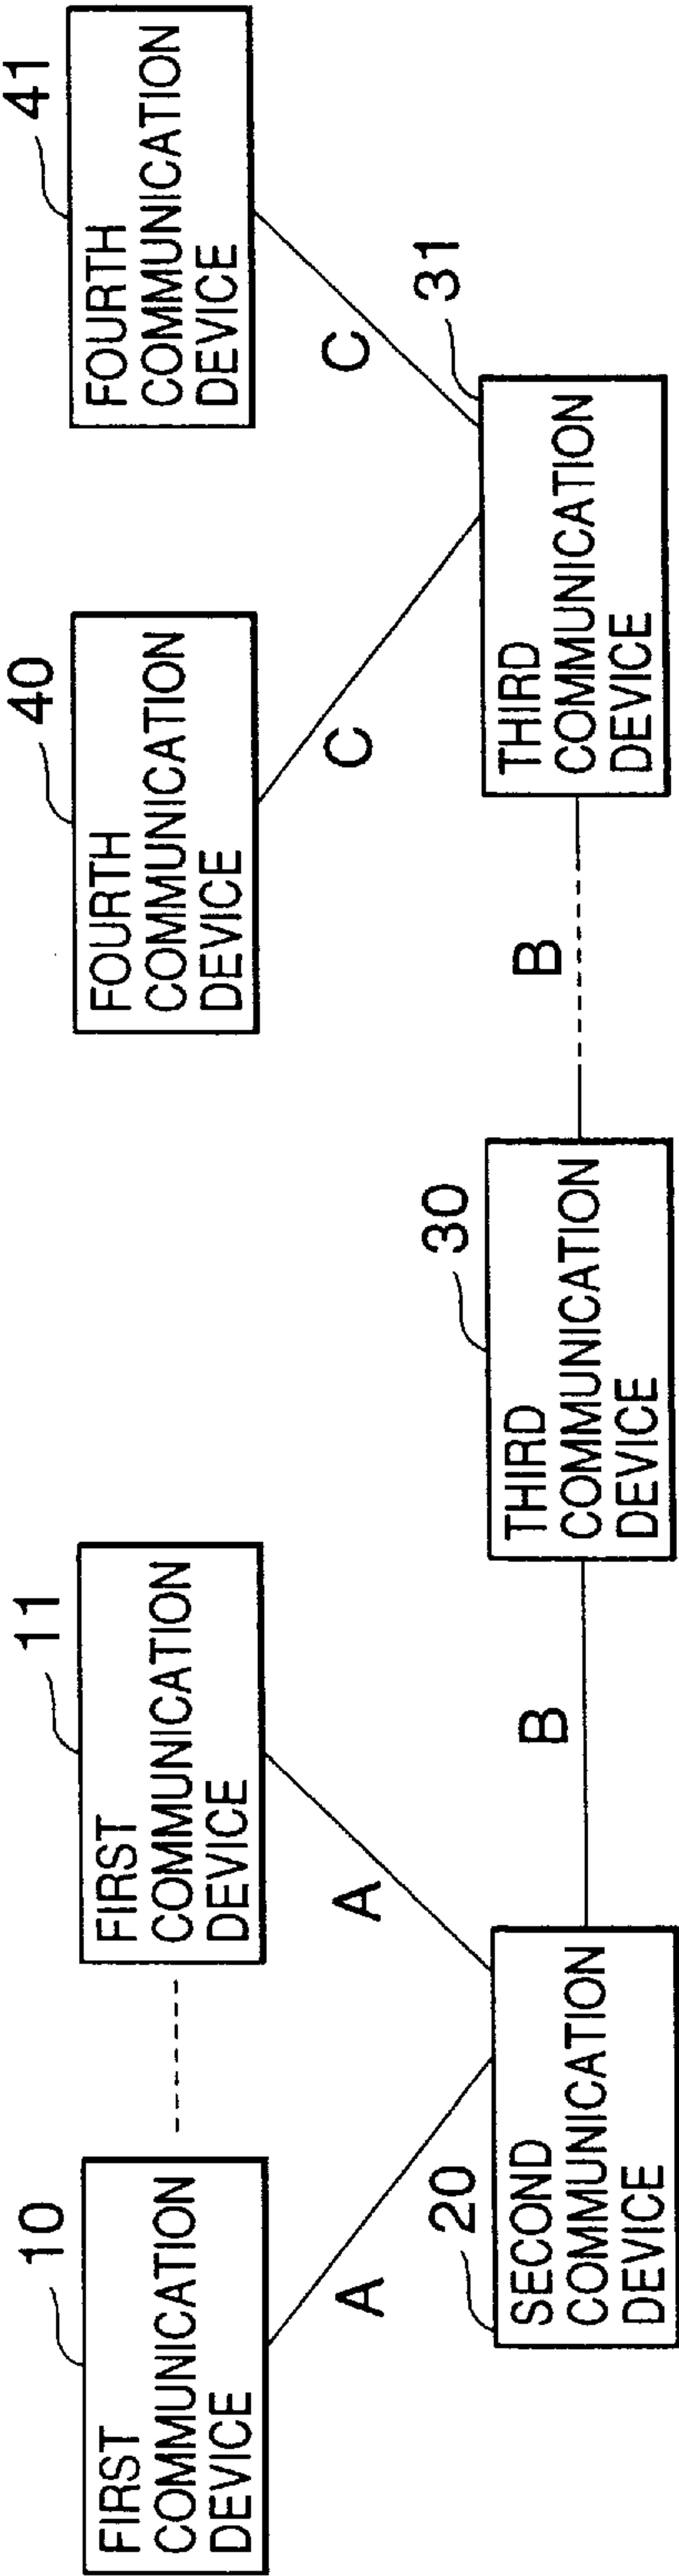 10
FIRST
COMMUNICATION
DEVICE
11
FIRST
COMMUNICATION
DEVICE
40
FOURTH
COMMUNICATION
DEVICE
41
FOURTH
COMMUNICATION
DEVICE
A
A
C
C
20
SECOND
COMMUNICATION
DEVICE
B
30
THIRD
COMMUNICATION
DEVICE
B
31
THIRD
COMMUNICATION
DEVICE